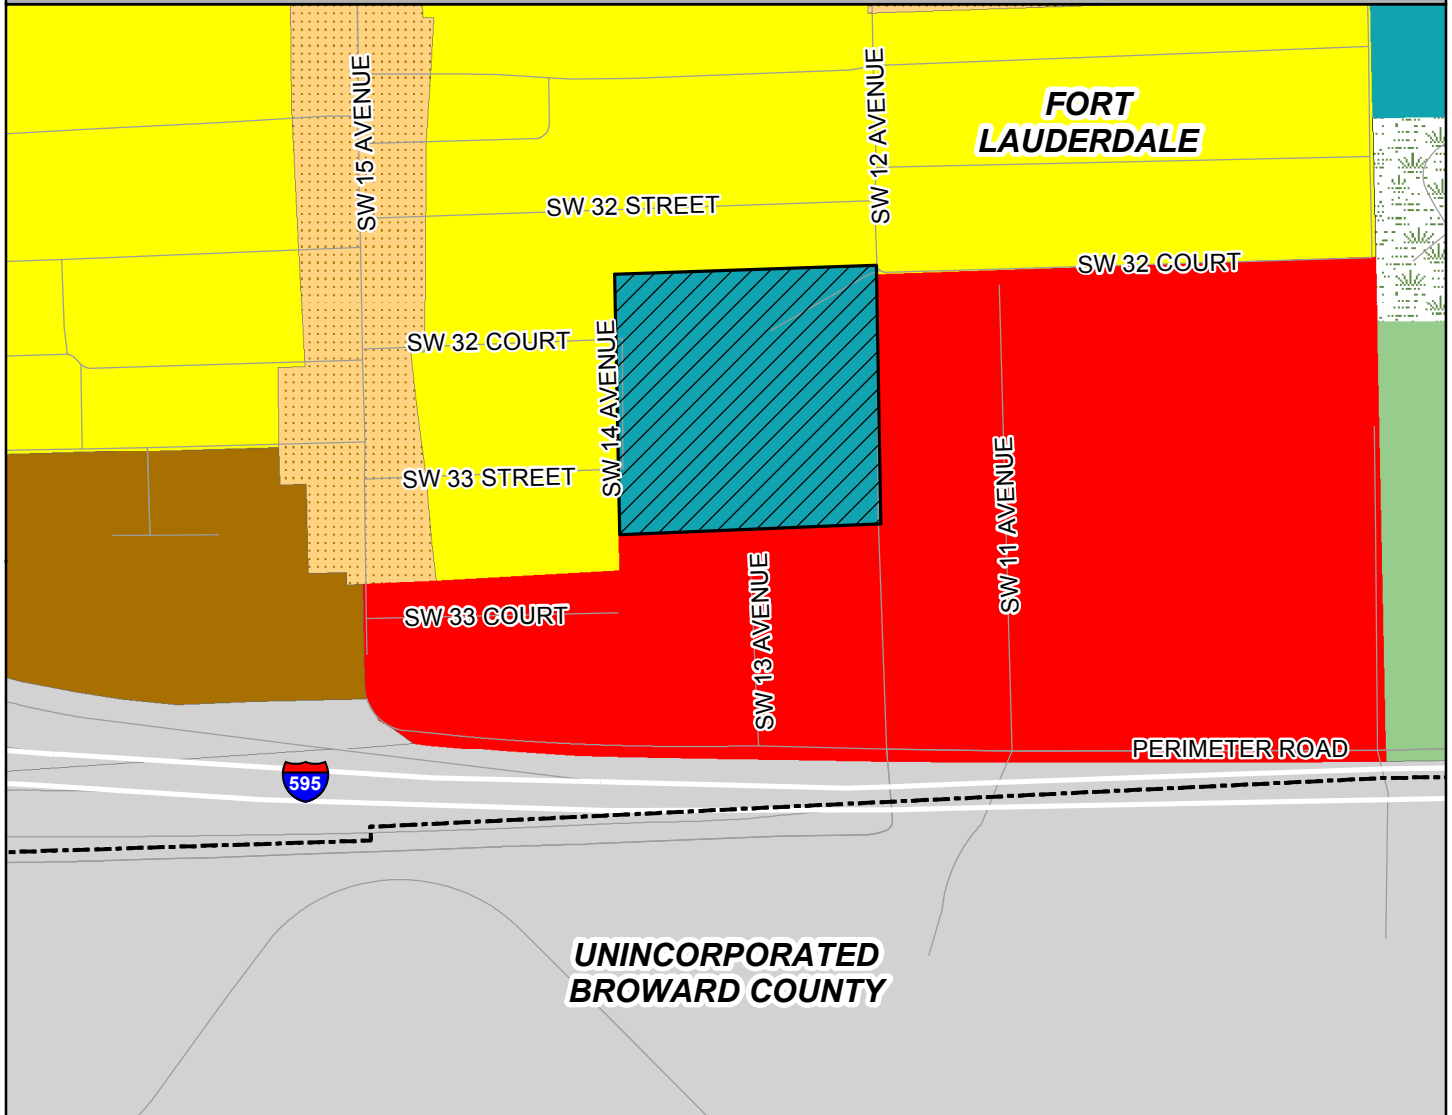 SW 15 AVENUE
SW 12 AVENUE
FORT
LAUDERDALE
SW 32 STREET
SW 32 COURT
SW 32 COURT
SW 14 AVENUE
SW 33 STREET
SW 11 AVENUE
SW 33 COURT
SW 13 AVENUE
PERIMETER ROAD
595
UNINCORPORATED
BROWARD COUNTY